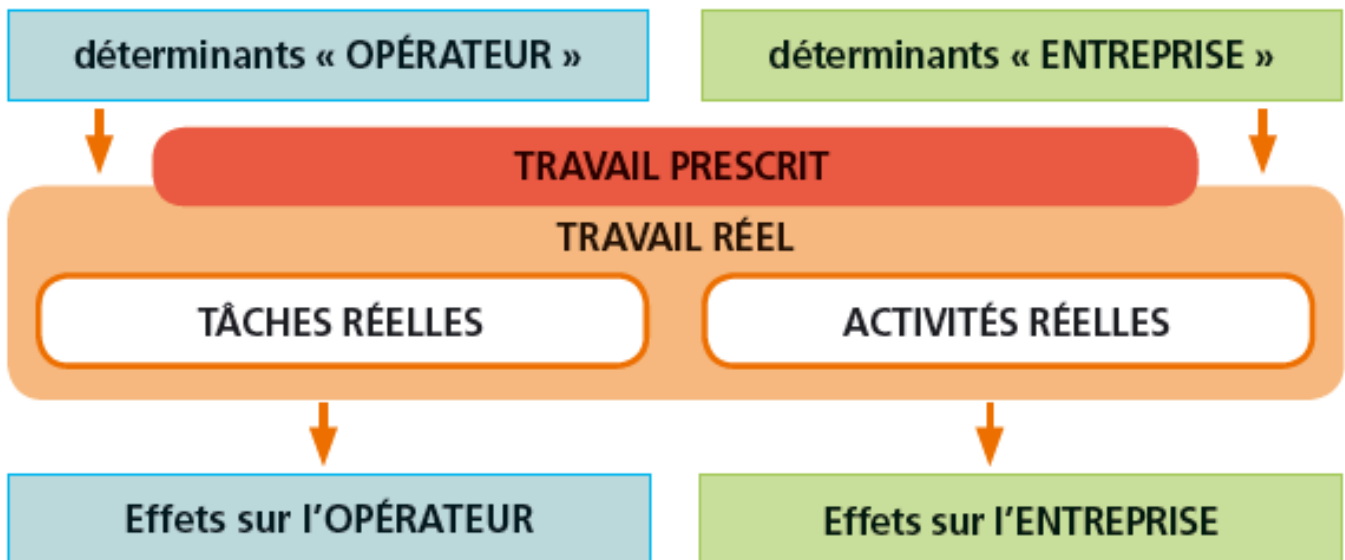 déterminants « OPÉRATEUR »
déterminants « ENTREPRISE »
TRAVAIL PRESCRIT
TRAVAIL RÉEL
TÂCHES RÉELLES
ACTIVITÉS RÉELLES
Effets sur l’OPÉRATEUR
Effets sur l’ENTREPRISE